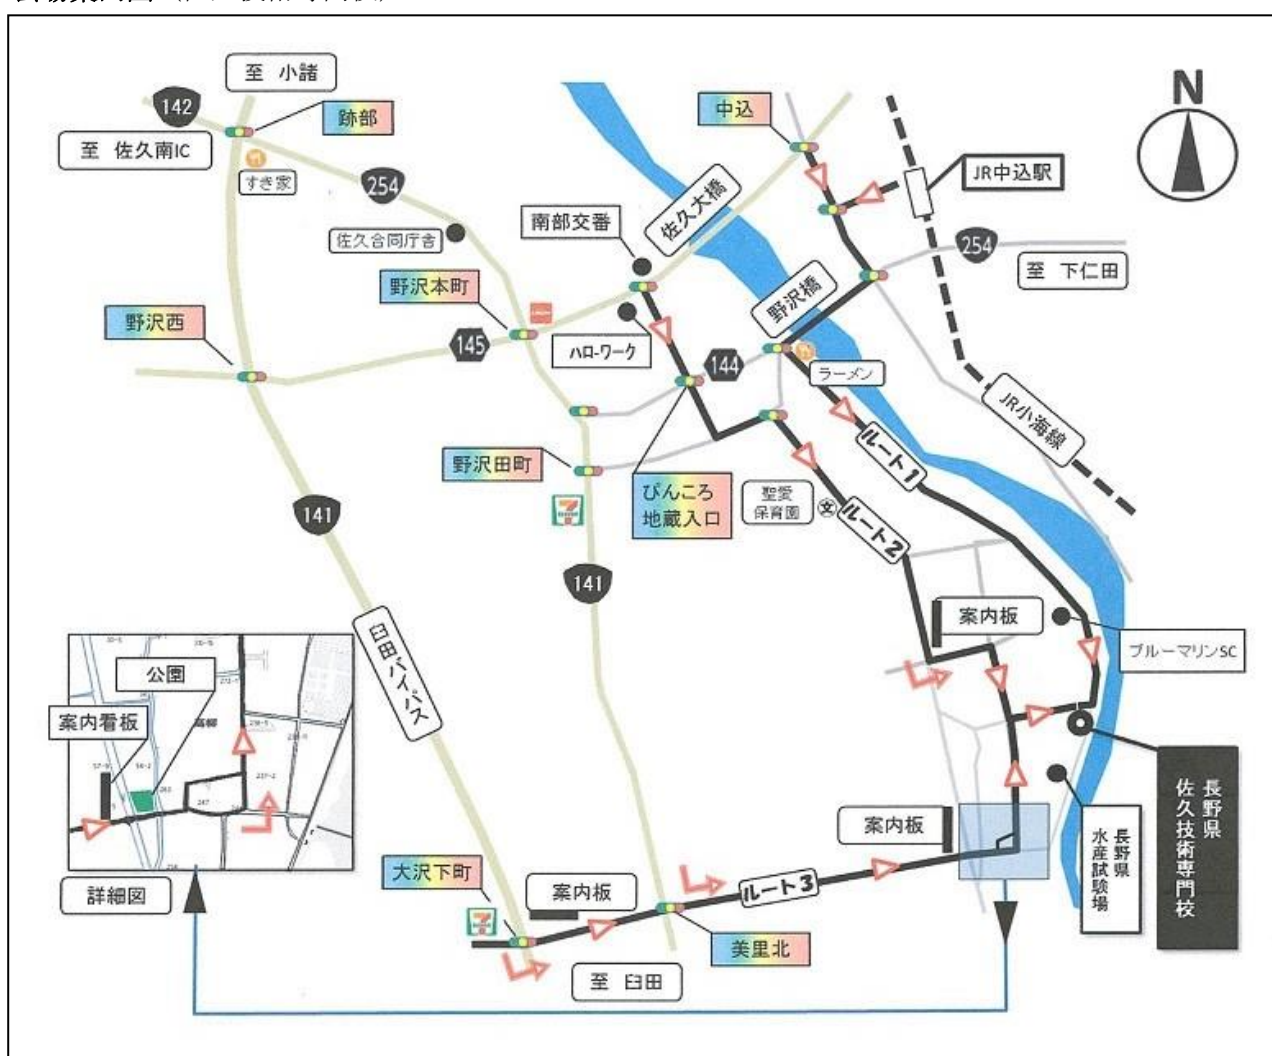 至 小諸
142
跡部
至 佐久南IC
すき家
254
佐久合同庁舎
中込
N
JR中込駅
佐久大橋
南部交番
254
至 下仁田
野沢本町
野沢橋
野沢西
145
ハローワーク
144
ラーメン
JR小海線
ルート1
野沢田町
ぴんころ
地蔵入口
聖愛
保育園
文
ルート2
7
141
141
案内板
ブルーマリンSC
臼田バイパス
公園
案内看板
高柳
237-2
247
詳細図
案内板
長野県
水産試験場
長野県
佐久技術専門校
大沢下町
案内板
ルート3
7
美里北
至 臼田